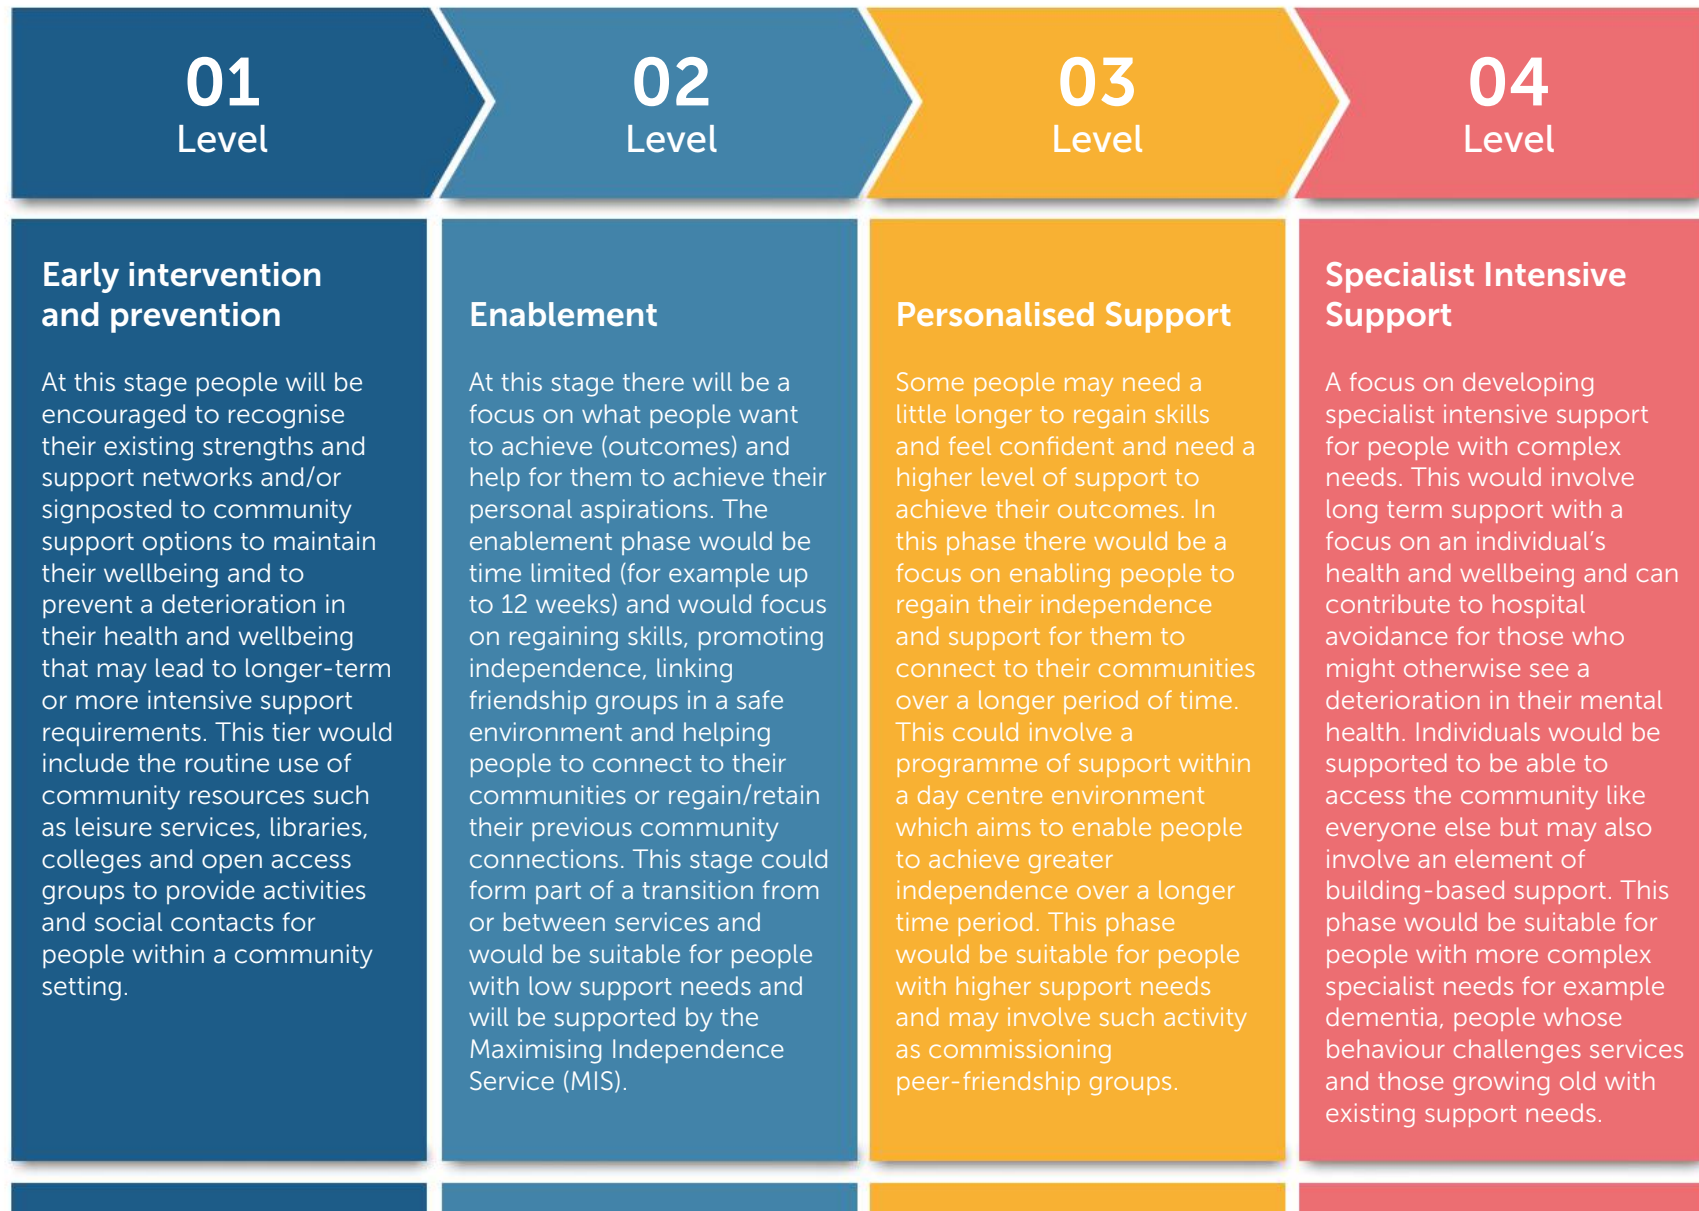 01
Level
02
Level
03
Level
04
Level
Early intervention
and prevention
At this stage people will be
encouraged to recognise
their existing strengths and
support networks and/or
signposted to community
support options to maintain
their wellbeing and to
prevent a deterioration in
their health and wellbeing
that may lead to longer-term
or more intensive support
requirements. This tier would
include the routine use of
community resources such
as leisure services, libraries,
colleges and open access
groups to provide activities
and social contacts for
people within a community
setting.
Enablement
At this stage there will be a
focus on what people want
to achieve (outcomes) and
help for them to achieve their
personal aspirations. The
enablement phase would be
time limited (for example up
to 12 weeks) and would focus
on regaining skills, promoting
independence, linking
friendship groups in a safe
environment and helping
people to connect to their
communities or regain/retain
their previous community
connections. This stage could
form part of a transition from
or between services and
would be suitable for people
with low support needs and
will be supported by the
Maximising Independence
Service (MIS).
Personalised Support
Some people may need a
little longer to regain skills
and feel confident and need a
higher level of support to
achieve their outcomes. In
this phase there would be a
focus on enabling people to
regain their independence
and support for them to
connect to their communities
over a longer period of time.
This could involve a
programme of support within
a day centre environment
which aims to enable people
to achieve greater
independence over a longer
time period. This phase
would be suitable for people
with higher support needs
and may involve such activity
as commissioning
peer-friendship groups.
Specialist Intensive
Support
A focus on developing
specialist intensive support
for people with complex
needs. This would involve
long term support with a
focus on an individual’s
health and wellbeing and can
contribute to hospital
avoidance for those who
might otherwise see a
deterioration in their mental
health. Individuals would be
supported to be able to
access the community like
everyone else but may also
involve an element of
building-based support. This
phase would be suitable for
people with more complex
specialist needs for example
dementia, people whose
behaviour challenges services
and those growing old with
existing support needs.